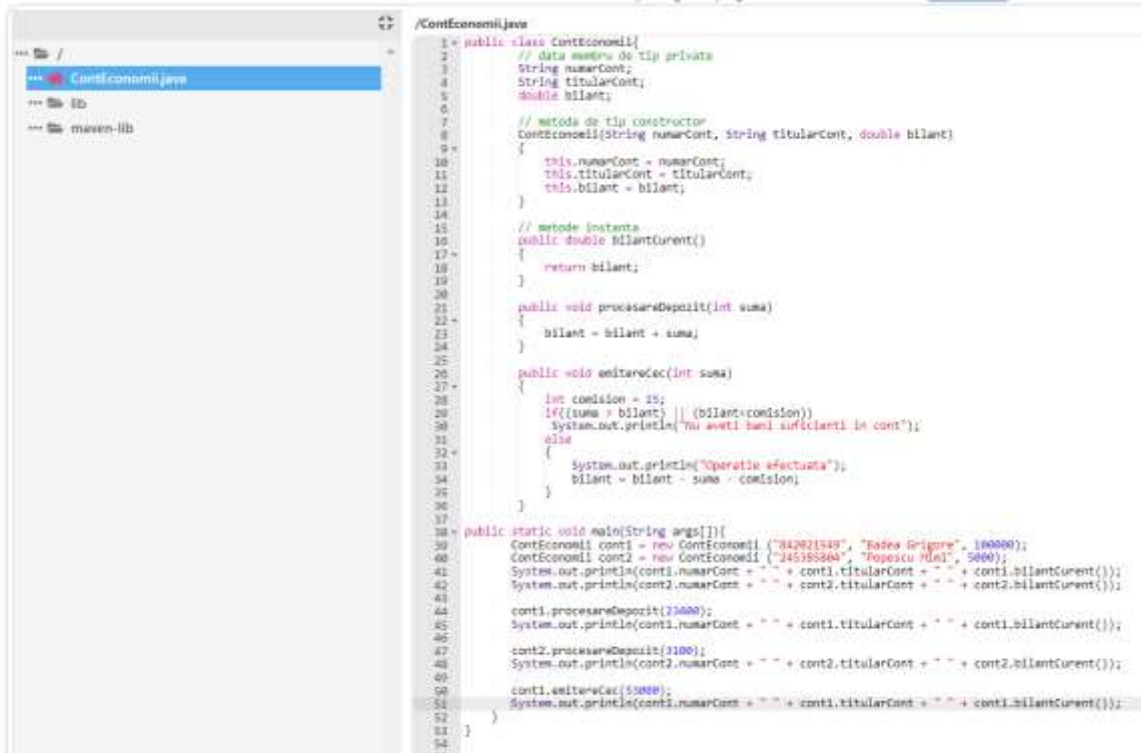 /ContEconomii.java
/
ContEconomii.java
lib
maven-lib
1 public class ContEconomii{
2 // data membru de tip private
3 String numarCont;
4 String titularCont;
5 double bilant;
6
7 // metoda de tip constructor
8 ContEconomii(String numarCont, String titularCont, double bilant)
9 {
10 this.numarCont = numarCont;
11 this.titularCont = titularCont;
12 this.bilant = bilant;
13 }
14
15 // metode instanta
16 public double bilantCurent()
17 {
18 return bilant;
19 }
20
21 public void procesareDepozit(int suma)
22 {
23 bilant = bilant + suma;
24 }
25
26 public void emitereCec(int suma)
27 {
28 int comision = 15;
29 if((suma > bilant) || (bilant<comision))
30 System.out.println("Nu aveti bani suficienti in cont");
31 else
32 {
33 System.out.println("Operatie efectuata");
34 bilant = bilant - suma - comision;
35 }
36 }
37
38 public static void main(String args[]){
39 ContEconomii cont1 = new ContEconomii ("842021549", "Badea Grigore", 100000);
40 ContEconomii cont2 = new ContEconomii ("245385804", "Popescu Mimi", 5000);
41 System.out.println(cont1.numarCont + " " + cont1.titularCont + " " + cont1.bilantCurent());
42 System.out.println(cont2.numarCont + " " + cont2.titularCont + " " + cont2.bilantCurent());
43
44 cont1.procesareDepozit(23400);
45 System.out.println(cont1.numarCont + " " + cont1.titularCont + " " + cont1.bilantCurent());
46
47 cont2.procesareDepozit(3100);
48 System.out.println(cont2.numarCont + " " + cont2.titularCont + " " + cont2.bilantCurent());
49
50 cont1.emitereCec(53000);
51 System.out.println(cont1.numarCont + " " + cont1.titularCont + " " + cont1.bilantCurent());
52 }
53 }
54